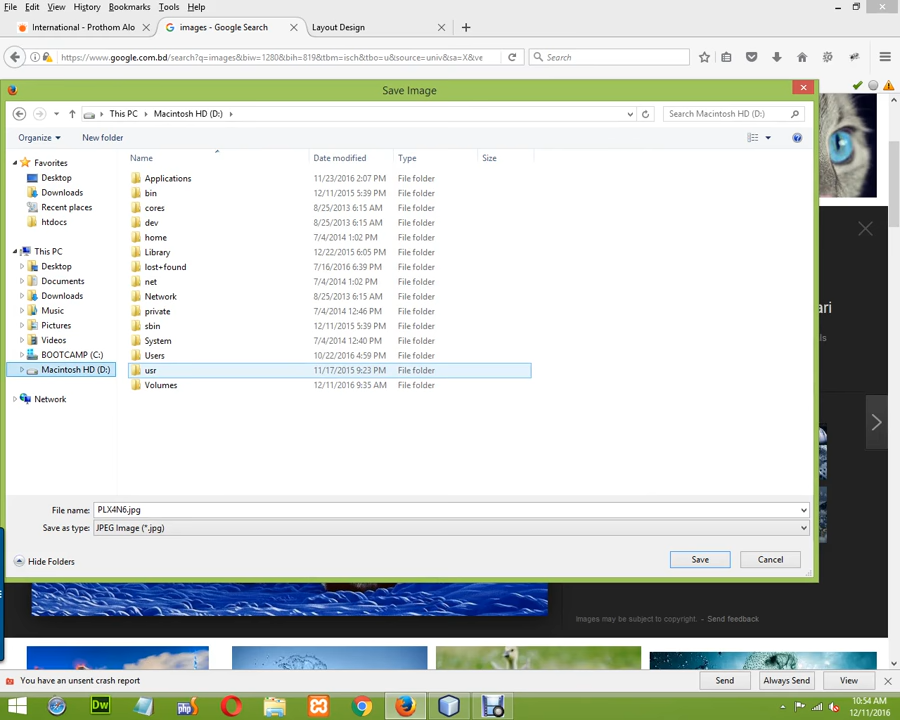 File Edit View History Bookmarks Tools Help
International - Prothom Alo images - Google Search Layout Design
https://www.google.com.bd/search?q=images&biw=1280&bih=819&tbm=isch&tbo=u&source=univ&sa=X&ve Search
Save Image
This PC Macintosh HD (D:) Search Macintosh HD (D:)
Organize New folder
Name Date modified Type Size
Favorites
Desktop
Downloads
Recent places
htdocs
This PC
Desktop
Documents
Downloads
Music
Pictures
Videos
BOOTCAMP (C:)
Macintosh HD (D:)
Network
Applications 11/23/2016 2:07 PM File folder
bin 12/11/2015 5:39 PM File folder
cores 8/25/2013 6:15 AM File folder
dev 8/25/2013 6:15 AM File folder
home 7/4/2014 1:02 PM File folder
Library 12/22/2015 6:05 PM File folder
lost+found 7/16/2016 6:39 PM File folder
net 7/4/2014 1:02 PM File folder
Network 8/25/2013 6:15 AM File folder
private 7/4/2014 12:46 PM File folder
sbin 12/11/2015 5:39 PM File folder
System 7/4/2014 12:40 PM File folder
Users 10/22/2016 4:59 PM File folder
usr 11/17/2015 9:23 PM File folder
Volumes 12/11/2016 9:35 AM File folder
File name: PLX4N6.jpg
Save as type: JPEG Image (*.jpg)
Hide Folders Save Cancel
ari
ls
Images may be subject to copyright. - Send feedback
You have an unsent crash report Send Always Send View
Dw php
10:54 AM
12/11/2016